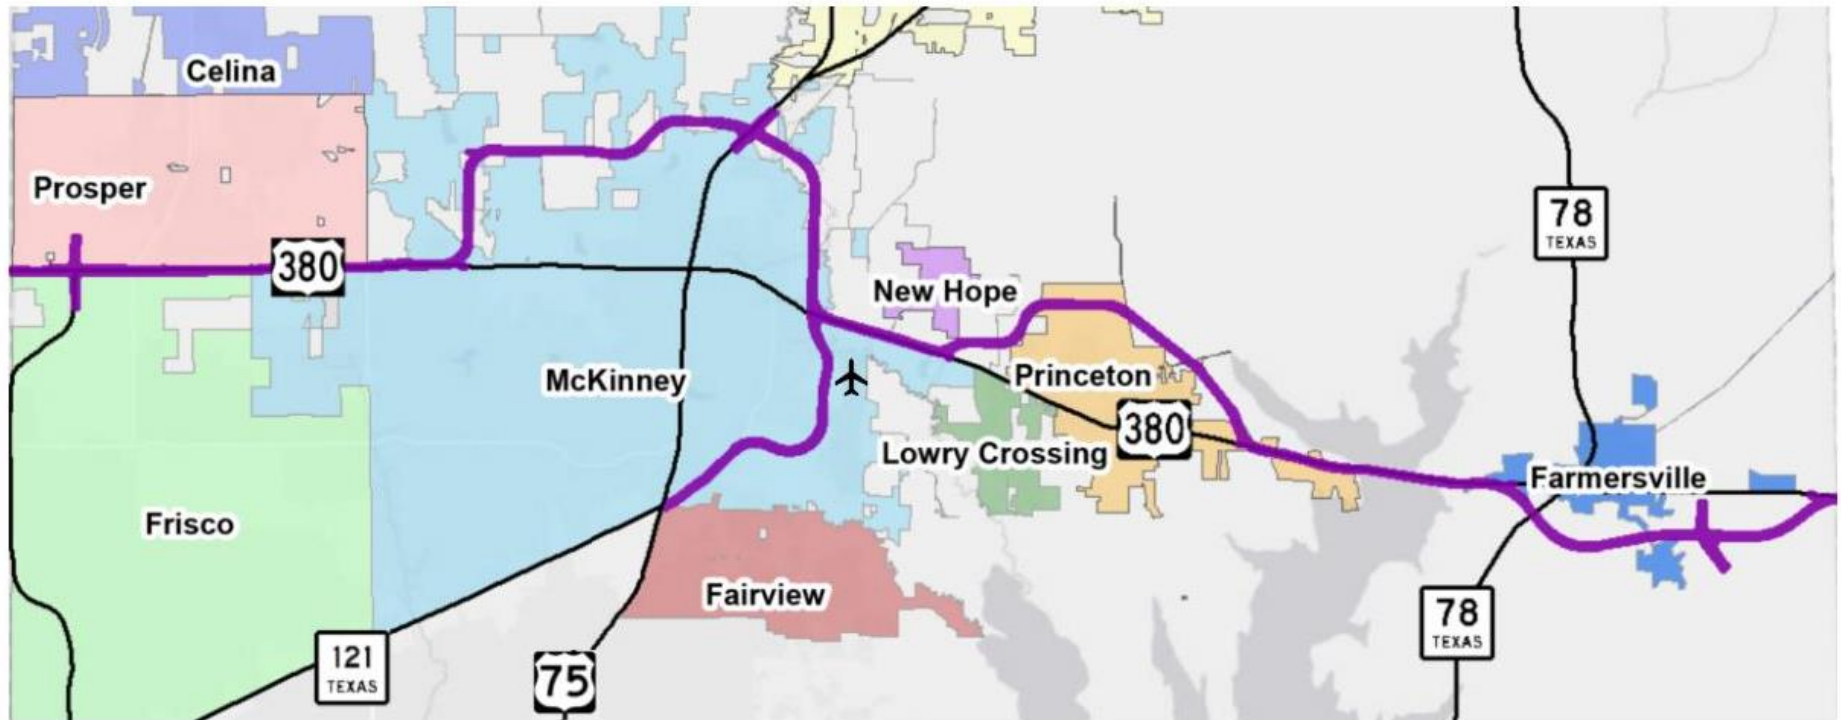 Celina
Prosper
380
78
TEXAS
New Hope
McKinney
Princeton
380
Lowry Crossing
Farmersville
Frisco
Fairview
78
TEXAS
121
TEXAS
75